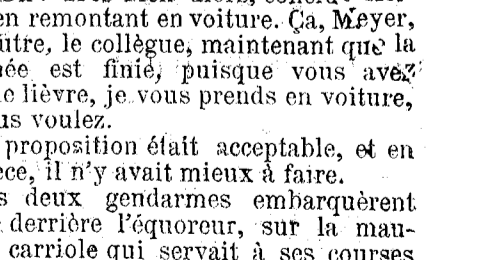 en remontant en voiture. Ça, Meyer,
ûtre, le collègue, maintenant que la
née est finie, puisque vous avez
lièvre, je vous prends en voiture,
us voulez.
proposition était acceptable, et en
èce, il n'y avait mieux à faire.
s deux gendarmes embarquèrent
derrière l'équoreur, sur la mau-
carriole qui servait à ses courses